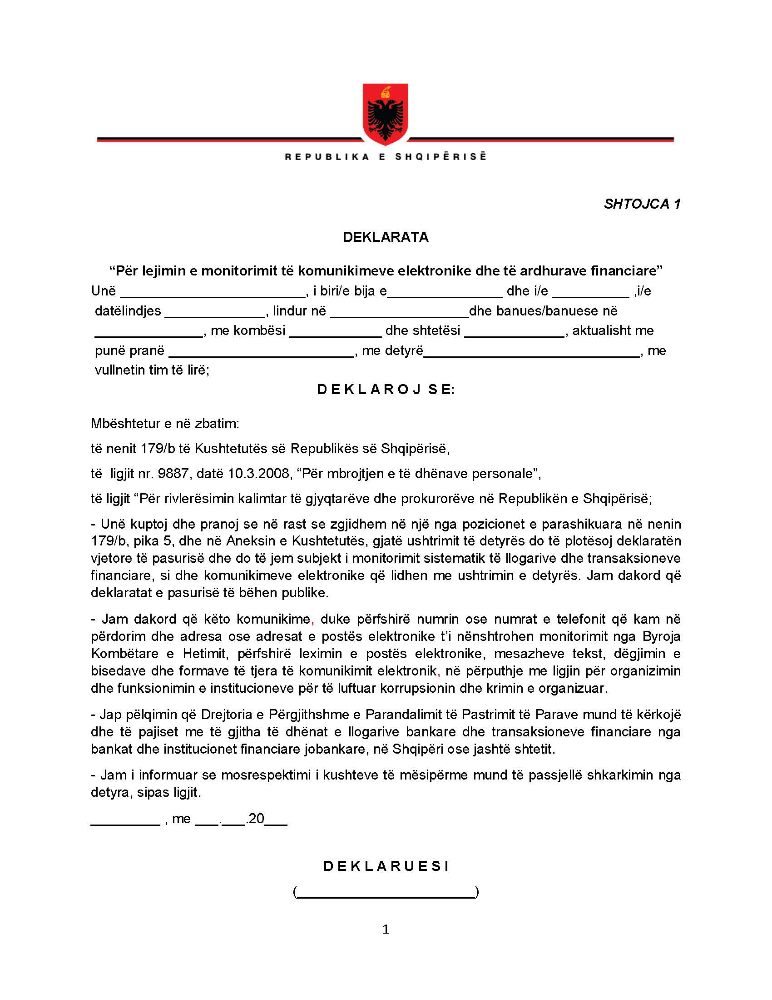 REPUBLIKA E SHQIPËRISË
SHTOJCA 1
DEKLARATA
“Për lejimin e monitorimit të komunikimeve elektronike dhe të ardhurave financiare”
Unë ________________________, i biri/e bija e_______________ dhe i/e __________ ,i/e
datëlindjes _____________, lindur në __________________dhe banues/banuese në
______________, me kombësi ____________ dhe shtetësi _____________, aktualisht me
punë pranë ________________________, me detyrë____________________________, me
vullnetin tim të lirë;
D E K L A R O J  S E:
Mbështetur e në zbatim:
të nenit 179/b të Kushtetutës së Republikës së Shqipërisë,
të  ligjit nr. 9887, datë 10.3.2008, “Për mbrojtjen e të dhënave personale”,
të ligjit “Për rivlerësimin kalimtar të gjyqtarëve dhe prokurorëve në Republikën e Shqipërisë;
- Unë kuptoj dhe pranoj se në rast se zgjidhem në një nga pozicionet e parashikuara në nenin
179/b, pika 5, dhe në Aneksin e Kushtetutës, gjatë ushtrimit të detyrës do të plotësoj deklaratën
vjetore të pasurisë dhe do të jem subjekt i monitorimit sistematik të llogarive dhe transaksioneve
financiare, si dhe komunikimeve elektronike që lidhen me ushtrimin e detyrës. Jam dakord që
deklaratat e pasurisë të bëhen publike.
- Jam dakord që këto komunikime, duke përfshirë numrin ose numrat e telefonit që kam në
përdorim dhe adresa ose adresat e postës elektronike t’i nënshtrohen monitorimit nga Byroja
Kombëtare e Hetimit, përfshirë leximin e postës elektronike, mesazheve tekst, dëgjimin e
bisedave dhe formave të tjera të komunikimit elektronik, në përputhje me ligjin për organizimin
dhe funksionimin e institucioneve për të luftuar korrupsionin dhe krimin e organizuar.
- Jap pëlqimin që Drejtoria e Përgjithshme e Parandalimit të Pastrimit të Parave mund të kërkojë
dhe të pajiset me të gjitha të dhënat e llogarive bankare dhe transaksioneve financiare nga
bankat dhe institucionet financiare jobankare, në Shqipëri ose jashtë shtetit.
- Jam i informuar se mosrespektimi i kushteve të mësipërme mund të passjellë shkarkimin nga
detyra, sipas ligjit.
_________ , me ___.___.20___
D E K L A R U E S I
(_______________________)
1